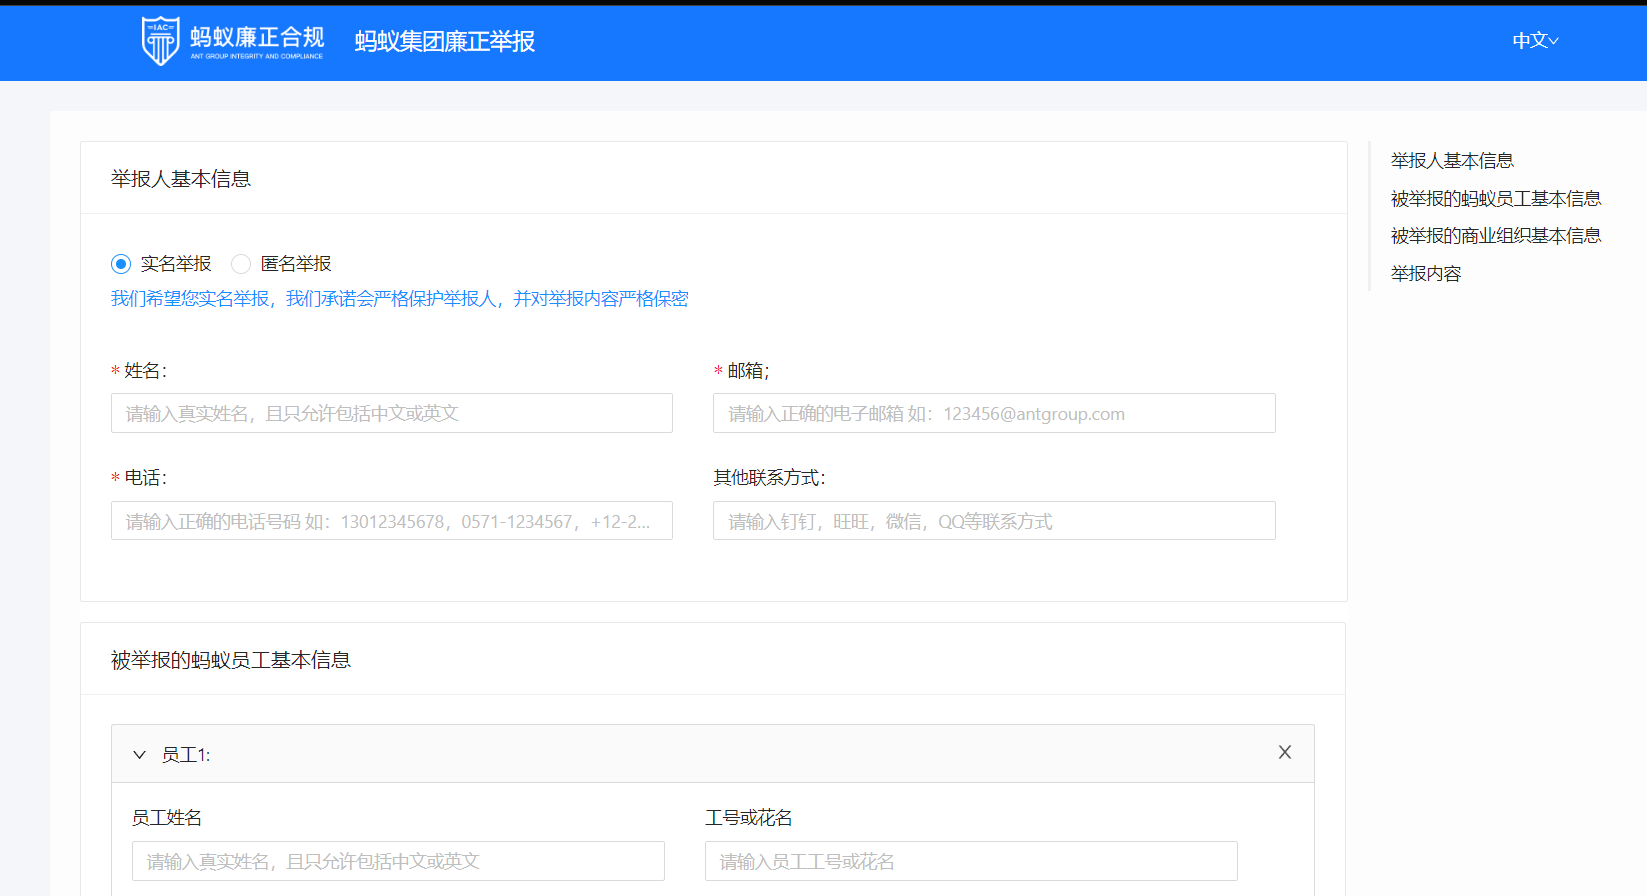 IAC
蚂蚁廉正合规
ANT GROUP INTEGRITY AND COMPLIANCE
蚂蚁集团廉正举报
中文
举报人基本信息
实名举报 匿名举报
我们希望您实名举报，我们承诺会严格保护举报人，并对举报内容严格保密
* 姓名：
请输入真实姓名，且只允许包括中文或英文
* 邮箱；
请输入正确的电子邮箱 如：123456@antgroup.com
* 电话：
请输入正确的电话号码 如：13012345678，0571-1234567，+12-2...
其他联系方式：
请输入钉钉，旺旺，微信，QQ等联系方式
被举报的蚂蚁员工基本信息
员工1:
员工姓名
请输入真实姓名，且只允许包括中文或英文
工号或花名
请输入员工工号或花名
举报人基本信息
被举报的蚂蚁员工基本信息
被举报的商业组织基本信息
举报内容